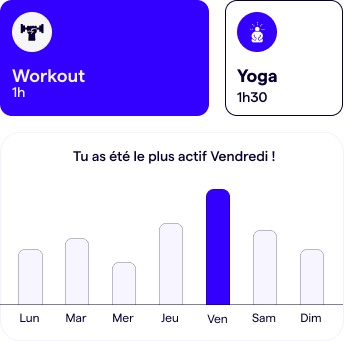 Workout
1h
Yoga
1h30
Tu as été le plus actif Vendredi !
Lun Mar Mer Jeu Ven Sam Dim